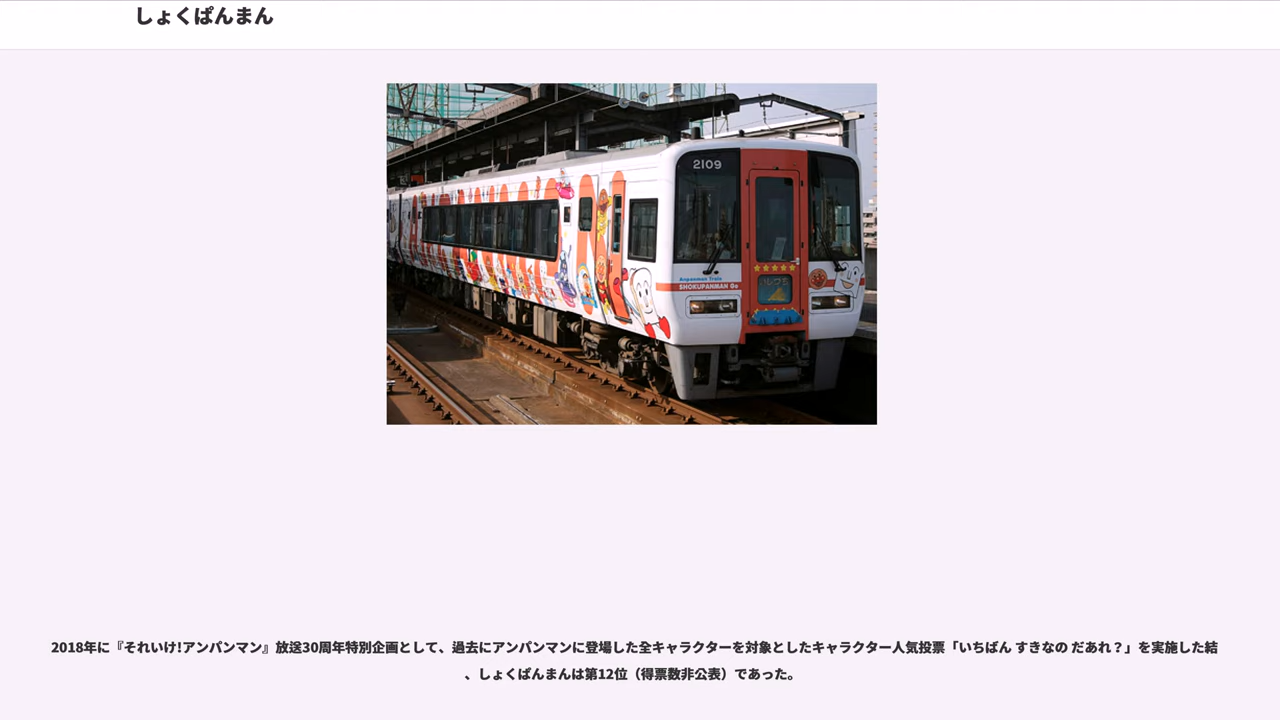 しょくぱんまん
2109
Anpanman Train
SHOKUPANMAN Go
いしづち
2018年に『それいけ!アンパンマン』放送30周年特別企画として、過去にアンパンマンに登場した全キャラクターを対象としたキャラクター人気投票「いちばん すきなの だあれ？」を実施した結
、しょくぱんまんは第12位（得票数非公表）であった。